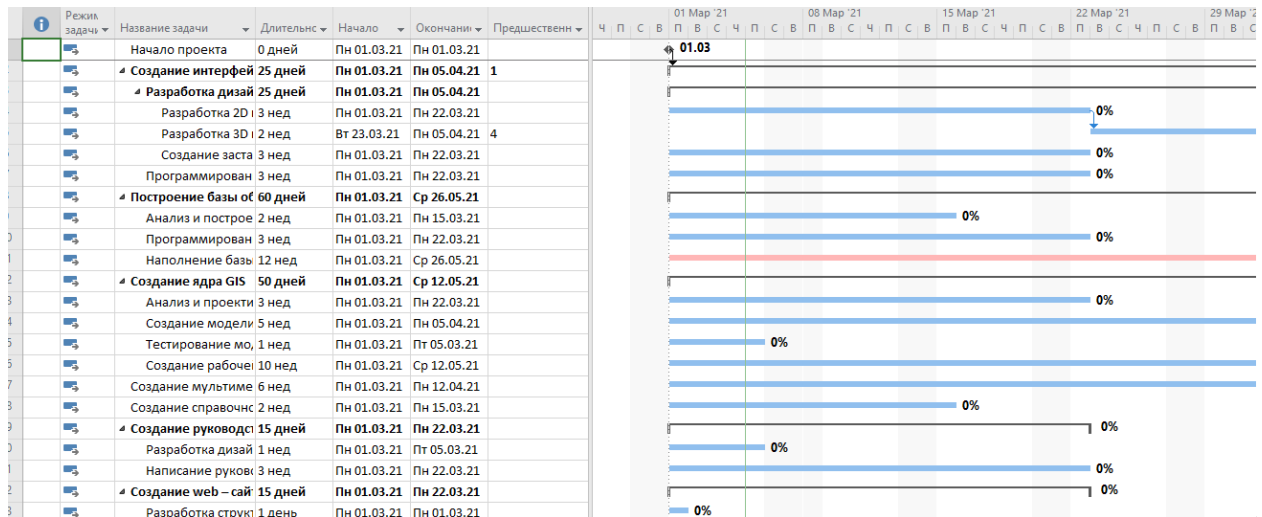 Режим задачи Название задачи Длительнс Начало Окончани Предшественн
01 Мар '21 08 Мар '21 15 Мар '21 22 Мар '21 29 Мар '2
Ч П С В П В С Ч П С В П В С Ч П С В П В С Ч П С В П В С Ч П С В П В С
Начало проекта 0 дней Пн 01.03.21 Пн 01.03.21 01.03
Создание интерфей 25 дней Пн 01.03.21 Пн 05.04.21 1
Разработка дизай 25 дней Пн 01.03.21 Пн 05.04.21
Разработка 2D 3 нед Пн 01.03.21 Пн 22.03.21 0%
Разработка 3D 2 нед Вт 23.03.21 Пн 05.04.21 4
Создание заста 3 нед Пн 01.03.21 Пн 22.03.21 0%
Программирован 3 нед Пн 01.03.21 Пн 22.03.21 0%
Построение базы об 60 дней Пн 01.03.21 Ср 26.05.21
Анализ и построе 2 нед Пн 01.03.21 Пн 15.03.21 0%
Программирован 3 нед Пн 01.03.21 Пн 22.03.21 0%
Наполнение базы 12 нед Пн 01.03.21 Ср 26.05.21
Создание ядра GIS 50 дней Пн 01.03.21 Ср 12.05.21
Анализ и проекти 3 нед Пн 01.03.21 Пн 22.03.21 0%
Создание модели 5 нед Пн 01.03.21 Пн 05.04.21
Тестирование мо 1 нед Пн 01.03.21 Пт 05.03.21 0%
Создание рабоче 10 нед Пн 01.03.21 Ср 12.05.21
Создание мультиме 6 нед Пн 01.03.21 Пн 12.04.21
Создание справочно 2 нед Пн 01.03.21 Пн 15.03.21 0%
Создание руководс 15 дней Пн 01.03.21 Пн 22.03.21 0%
Разработка дизай 1 нед Пн 01.03.21 Пт 05.03.21 0%
Написание руково 3 нед Пн 01.03.21 Пн 22.03.21 0%
Создание web – сай 15 дней Пн 01.03.21 Пн 22.03.21 0%
Разработка структ 1 день Пн 01.03.21 Пн 01.03.21 0%